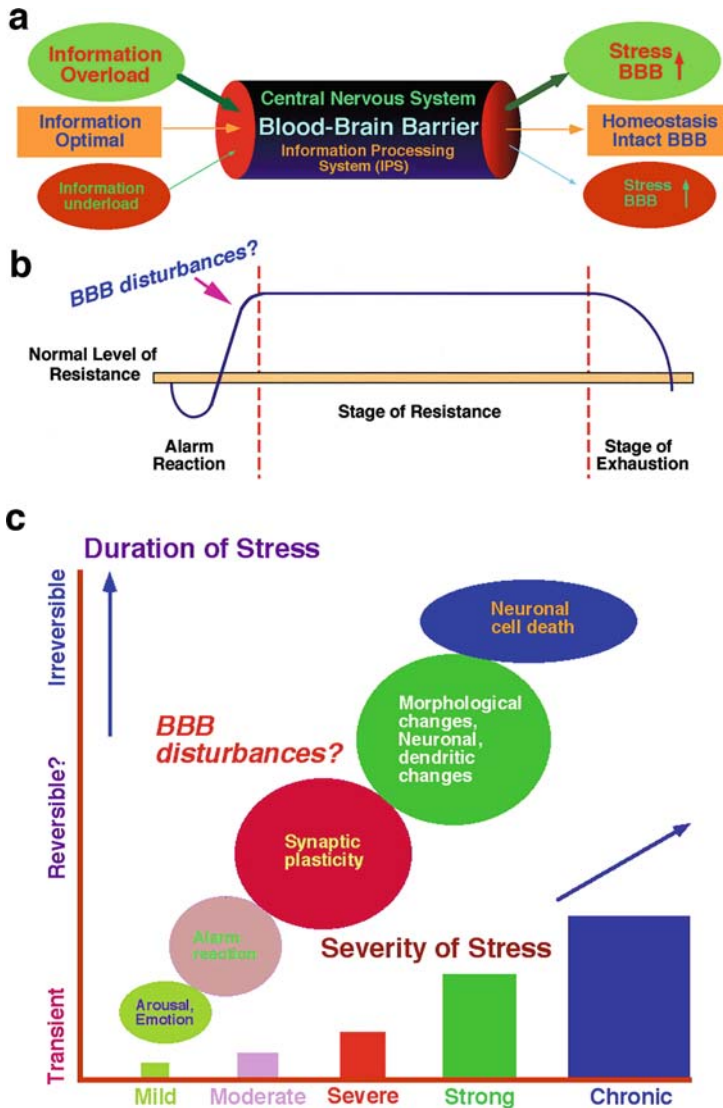 a
Information
Overload
Information
Optimal
Information
underload
Central Nervous System
Blood-Brain Barrier
Information Processing
System (IPS)
Stress
BBB
Homeostasis
Intact BBB
Stress
BBB
b
BBB disturbances?
Normal Level of
Resistance
Alarm
Reaction
Stage of Resistance
Stage of
Exhaustion
c
Duration of Stress
Irreversible
Reversible?
Transient
Neuronal
cell death
Morphological
changes,
Neuronal,
dendritic
changes
BBB
disturbances?
Synaptic
plasticity
Alarm
reaction
Severity of Stress
Arousal,
Emotion
Mild
Moderate
Severe
Strong
Chronic